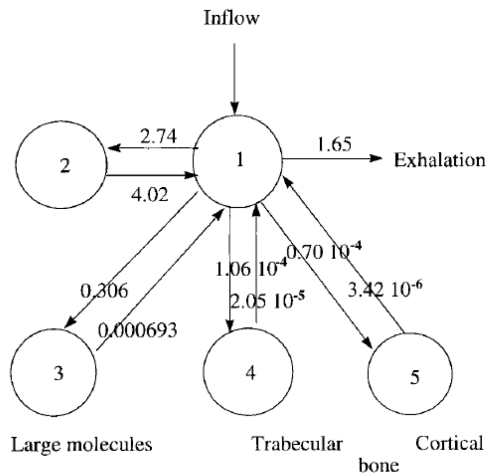 Inflow
2.74
1
1.65
2
Exhalation
4.02
0.70 10⁻⁴
1.06 10⁻⁴
0.306
2.05 10⁻⁵
3.42 10⁻⁶
0.000693
3
4
5
Large molecules
Trabecular
Cortical
bone